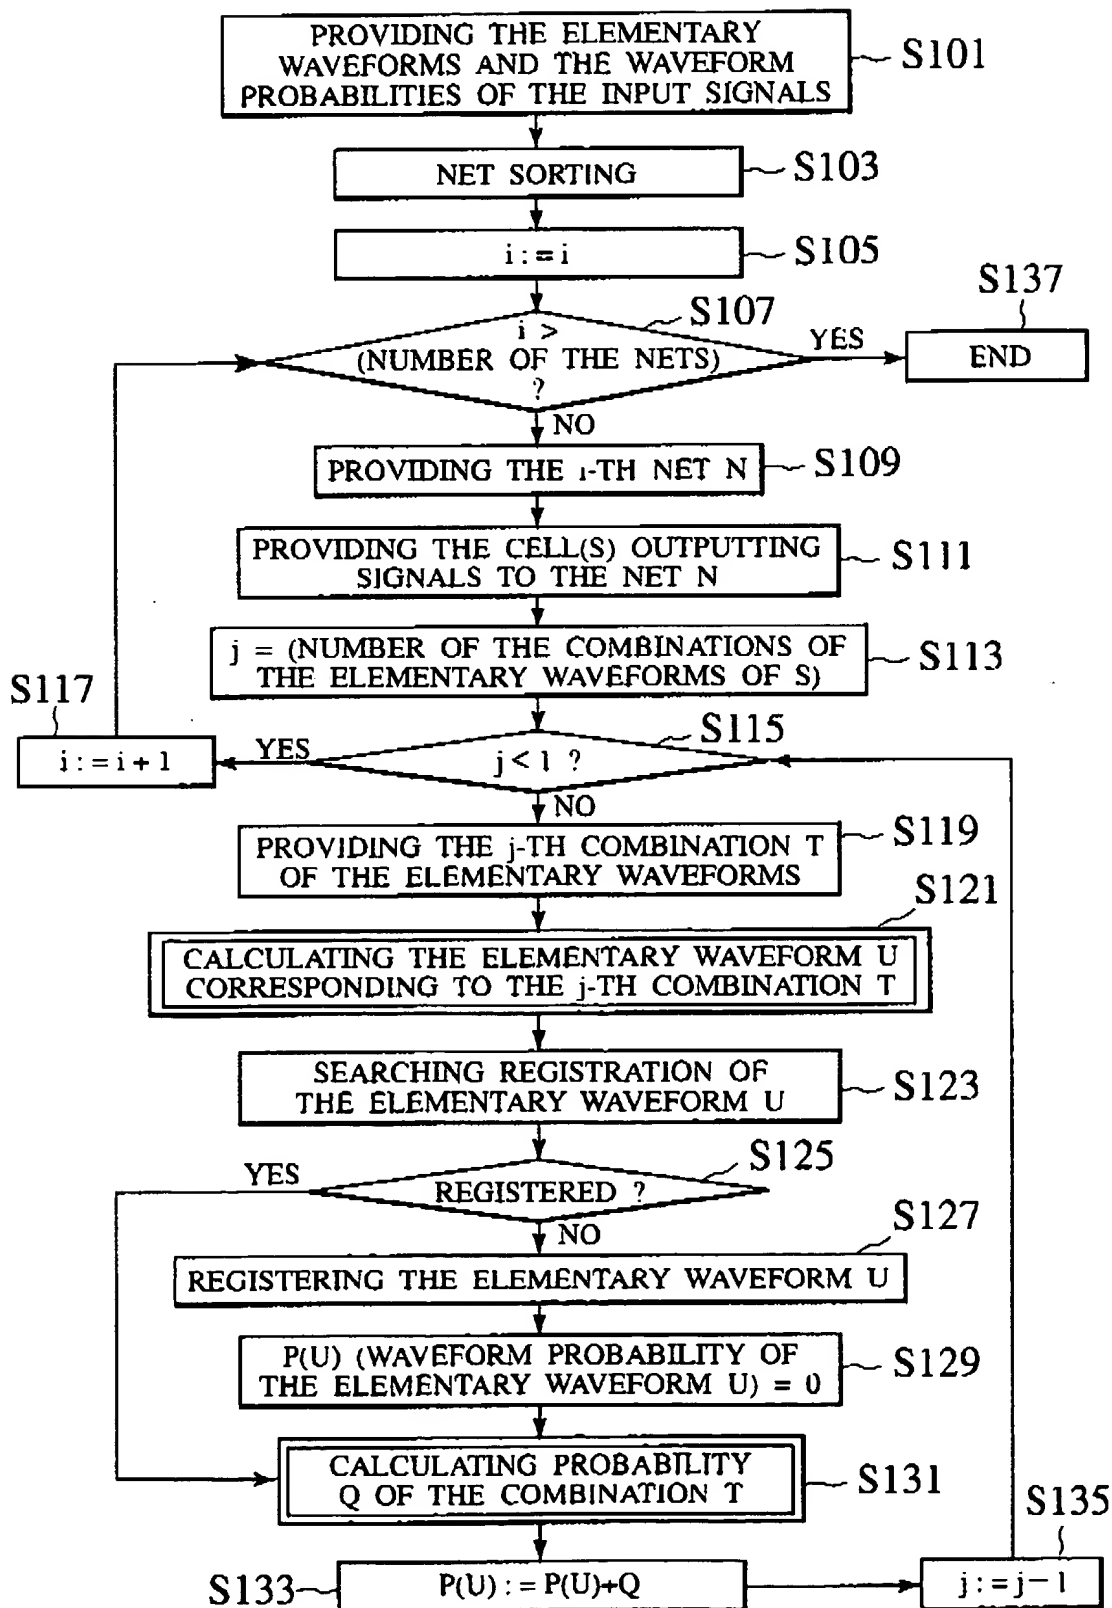 PROVIDING THE ELEMENTARY
WAVEFORMS AND THE WAVEFORM
PROBABILITIES OF THE INPUT SIGNALS
S101
NET SORTING
S103
i := i
S105
S107
i >
(NUMBER OF THE NETS)
?
YES
S137
END
NO
PROVIDING THE i-TH NET N
S109
PROVIDING THE CELL(S) OUTPUTTING
SIGNALS TO THE NET N
S111
j = (NUMBER OF THE COMBINATIONS OF
THE ELEMENTARY WAVEFORMS OF S)
S113
S117
i := i + 1
YES
S115
j < 1 ?
NO
PROVIDING THE j-TH COMBINATION T
OF THE ELEMENTARY WAVEFORMS
S119
S121
CALCULATING THE ELEMENTARY WAVEFORM U
CORRESPONDING TO THE j-TH COMBINATION T
SEARCHING REGISTRATION OF
THE ELEMENTARY WAVEFORM U
S123
YES
S125
REGISTERED ?
NO
S127
REGISTERING THE ELEMENTARY WAVEFORM U
P(U) (WAVEFORM PROBABILITY OF
THE ELEMENTARY WAVEFORM U) = 0
S129
CALCULATING PROBABILITY
Q OF THE COMBINATION T
S131
S133
P(U) := P(U)+Q
S135
j := j − 1